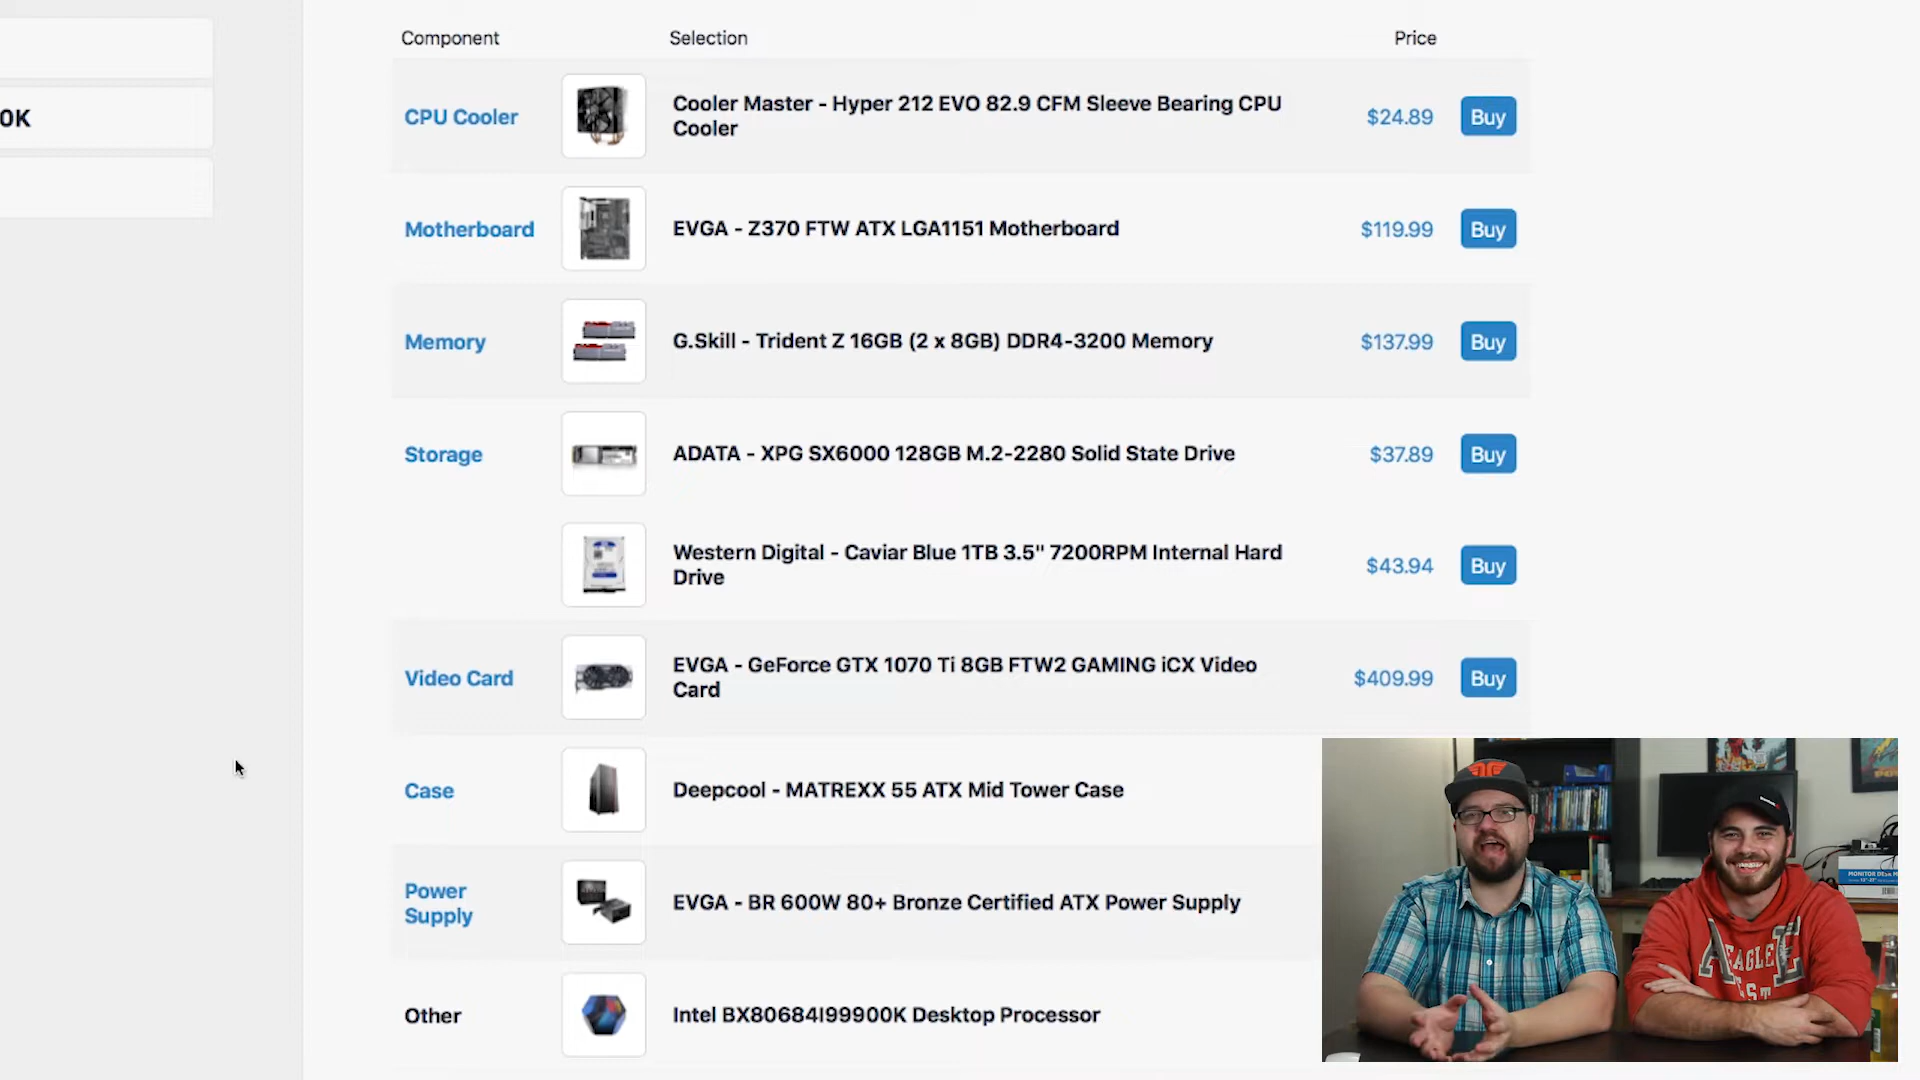 Component Selection Price
0K
CPU Cooler
Cooler Master - Hyper 212 EVO 82.9 CFM Sleeve Bearing CPU
Cooler
$24.89 Buy
Motherboard
EVGA - Z370 FTW ATX LGA1151 Motherboard
$119.99 Buy
Memory
G.Skill - Trident Z 16GB (2 x 8GB) DDR4-3200 Memory
$137.99 Buy
Storage
ADATA - XPG SX6000 128GB M.2-2280 Solid State Drive
$37.89 Buy
Western Digital - Caviar Blue 1TB 3.5" 7200RPM Internal Hard
Drive
$43.94 Buy
Video Card
EVGA - GeForce GTX 1070 Ti 8GB FTW2 GAMING iCX Video
Card
$409.99 Buy
Case
Deepcool - MATREXX 55 ATX Mid Tower Case
Power
Supply
EVGA - BR 600W 80+ Bronze Certified ATX Power Supply
Other
Intel BX80684I99900K Desktop Processor
EAGLE